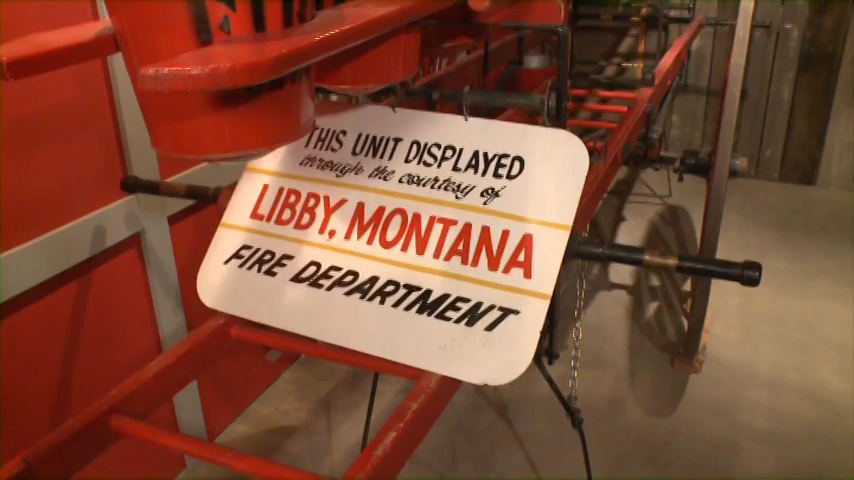 THIS UNIT DISPLAYED
through the courtesy of
LIBBY, MONTANA
FIRE DEPARTMENT